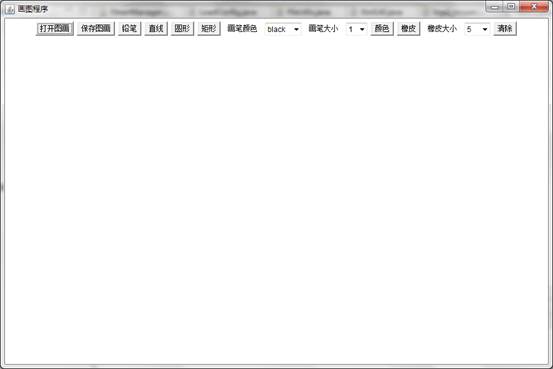 画图程序
打开图画 保存图画 铅笔 直线 圆形 矩形 画笔颜色 black 画笔大小 1 颜色 橡皮 橡皮大小 5 清除